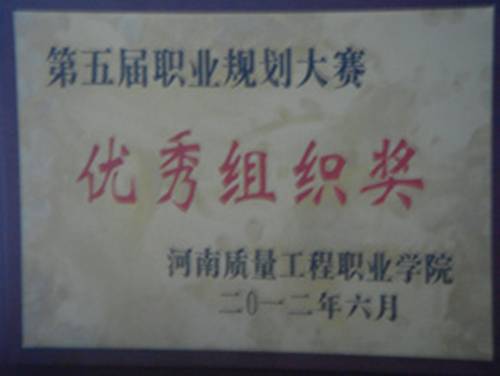 第五届职业规划大赛
优秀组织奖
河南质量工程职业学院
二0一二年六月